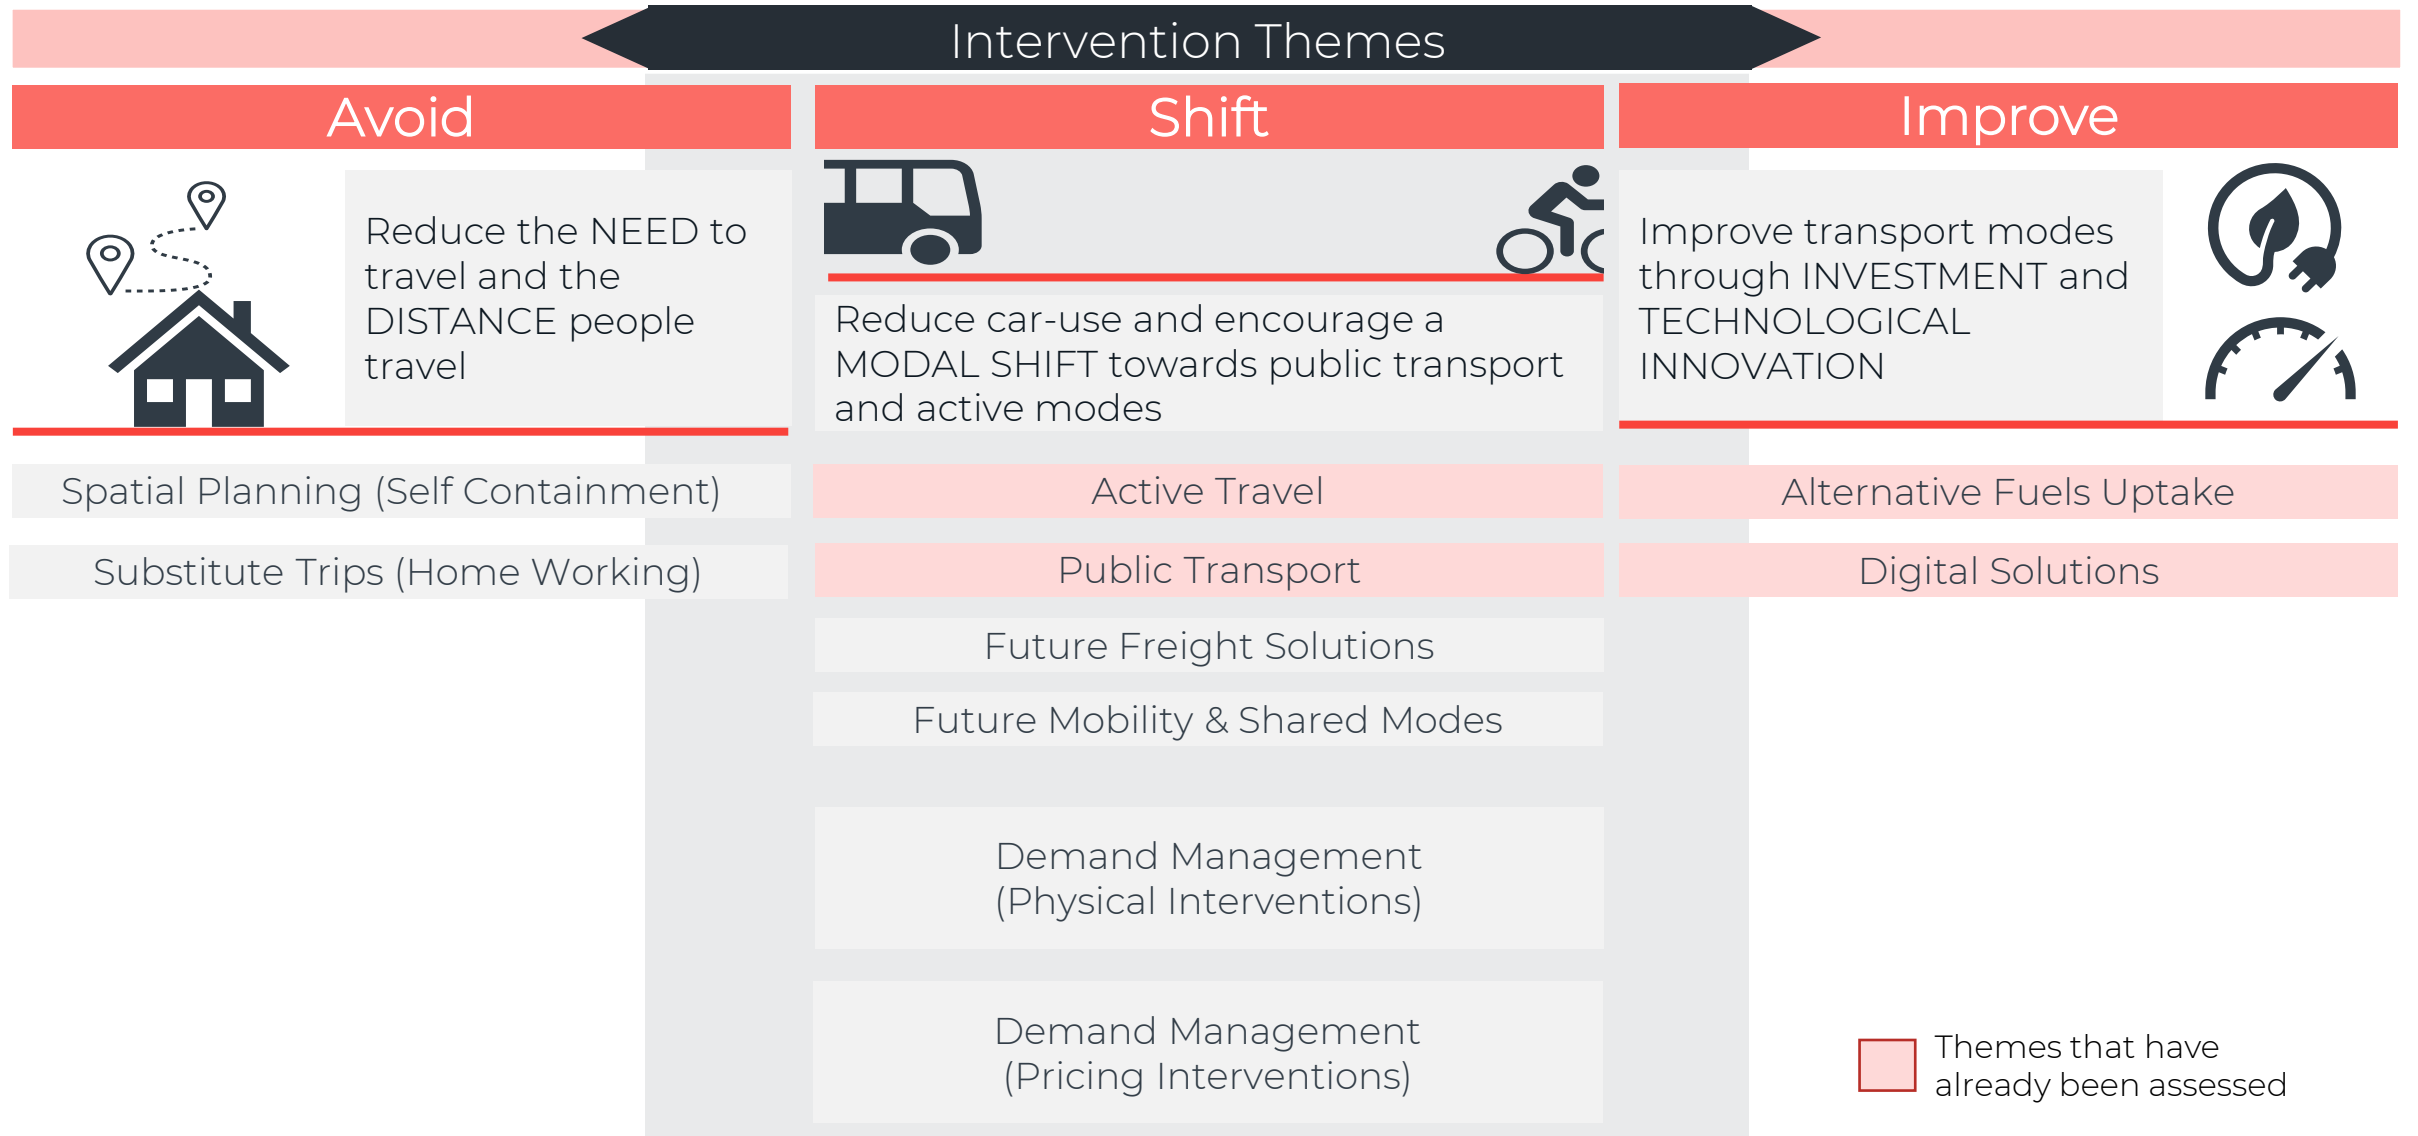 Intervention Themes
Avoid
Reduce the NEED to
travel and the
DISTANCE people
travel
Spatial Planning (Self Containment)
Substitute Trips (Home Working)
Shift
Reduce car-use and encourage a
MODAL SHIFT towards public transport
and active modes
Active Travel
Public Transport
Future Freight Solutions
Future Mobility & Shared Modes
Demand Management
(Physical Interventions)
Demand Management
(Pricing Interventions)
Improve
Improve transport modes
through INVESTMENT and
TECHNOLOGICAL
INNOVATION
Alternative Fuels Uptake
Digital Solutions
Themes that have
already been assessed